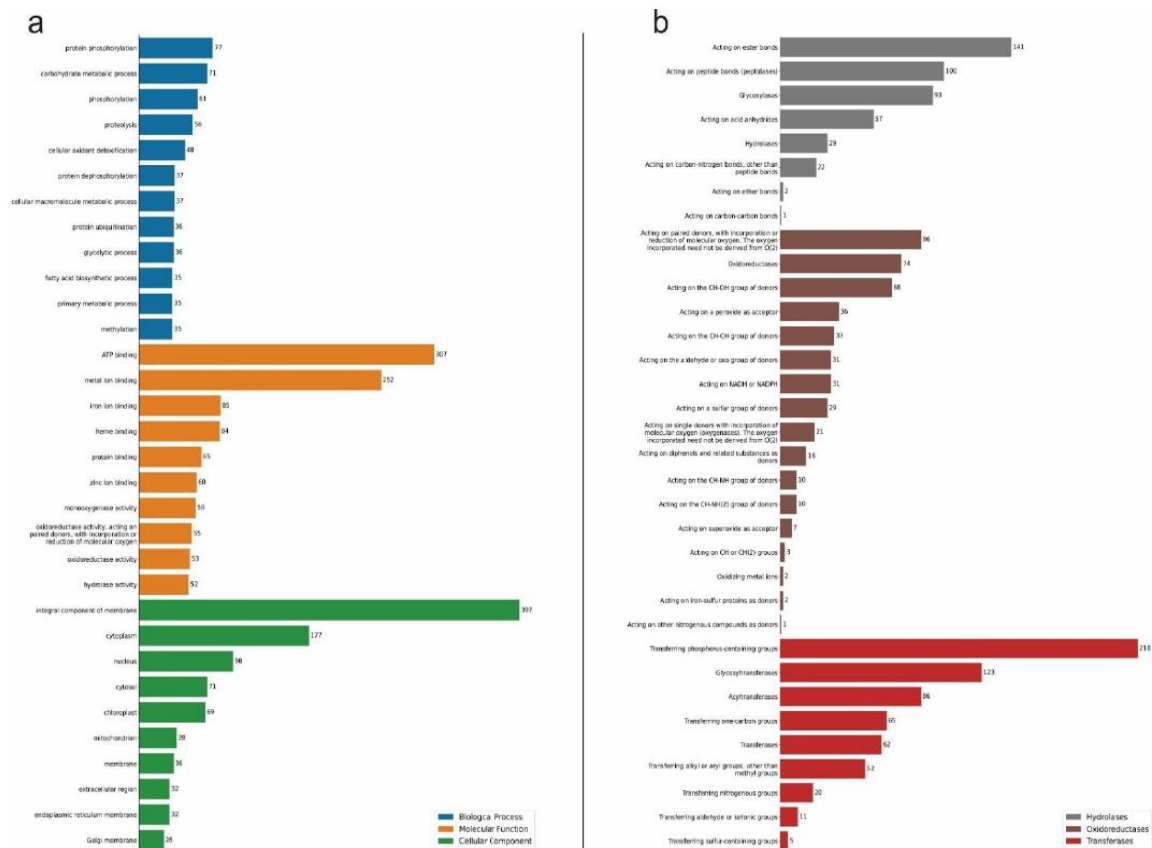 a
protein phosphorylation 77
carbohydrate metabolic process 71
phosphorylation 61
proteolysis 56
cellular oxidant detoxification 48
protein dephosphorylation 37
cellular macromolecule metabolic process 37
protein ubiquitination 36
glycolytic process 36
fatty acid biosynthetic process 35
primary metabolic process 35
methylation 35
ATP binding 307
metal ion binding 252
iron ion binding 85
heme binding 84
protein binding 65
zinc ion binding 60
monooxygenase activity 59
oxidoreductase activity, acting on
paired donors, with incorporation or
reduction of molecular oxygen 55
oxidoreductase activity 53
hydrolase activity 52
integral component of membrane 397
cytoplasm 177
nucleus 98
cytosol 71
chloroplast 69
mitochondrion 39
membrane 36
extracellular region 32
endoplasmic reticulum membrane 32
Golgi membrane 26
Biological Process
Molecular Function
Cellular Component
b
Acting on ester bonds 141
Acting on peptide bonds (peptidases) 100
Glycosylases 93
Acting on acid anhydrides 57
Hydrolases 29
Acting on carbon-nitrogen bonds, other than
peptide bonds 22
Acting on ether bonds 2
Acting on carbon-carbon bonds 1
Acting on paired donors, with incorporation or
reduction of molecular oxygen. The oxygen
incorporated need not be derived from O(2) 86
Oxidoreductases 74
Acting on the CH-OH group of donors 68
Acting on a peroxide as acceptor 36
Acting on the CH-CH group of donors 33
Acting on the aldehyde or oxo group of donors 31
Acting on NADH or NADPH 31
Acting on a sulfur group of donors 29
Acting on single donors with incorporation of
molecular oxygen (oxygenases). The oxygen
incorporated need not be derived from O(2) 21
Acting on diphenols and related substances as
donors 16
Acting on the CH-NH group of donors 10
Acting on the CH-NH(2) group of donors 10
Acting on superoxide as acceptor 7
Acting on CH or CH(2) groups 3
Oxidizing metal ions 2
Acting on iron-sulfur proteins as donors 2
Acting on other nitrogenous compounds as donors 1
Transferring phosphorus-containing groups 218
Glycosyltransferases 123
Acyltransferases 86
Transferring one-carbon groups 65
Transferases 62
Transferring alkyl or aryl groups, other than
methyl groups 52
Transferring nitrogenous groups 20
Transferring aldehyde or ketonic groups 11
Transferring sulfur-containing groups 5
Hydrolases
Oxidoreductases
Transferases